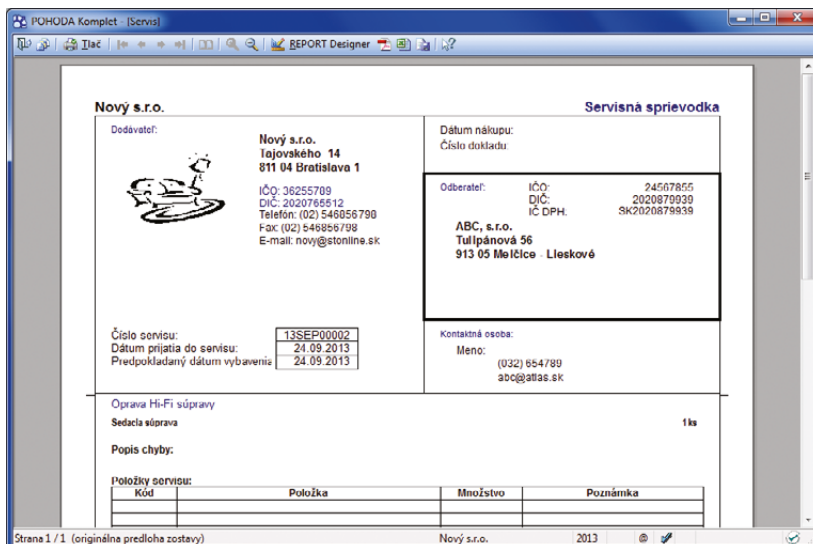 POHODA Komplet - [Servis]
Tlač
REPORT Designer
Nový s.r.o.
Servisná sprievodka
Dodávateľ:
Nový s.r.o.
Tajovského 14
811 04 Bratislava 1
IČO: 36255789
DIČ: 2020765512
Telefón: (02) 546856798
Fax: (02) 546856798
E-mail: novy@stonline.sk
Dátum nákupu:
Číslo dokladu:
Odberateľ:
IČO: 24567855
DIČ: 2020879939
IČ DPH: SK2020879939
ABC, s.r.o.
Tulipánová 56
913 05 Melčice - Lieskové
Číslo servisu: 13SEP00002
Dátum prijatia do servisu: 24.09.2013
Predpokladaný dátum vybavenia 24.09.2013
Kontaktná osoba:
Meno:
(032) 654789
abc@atlas.sk
Oprava Hi-Fi súpravy
Sedacia súprava 1 ks
Popis chyby:
Položky servisu:
Kód Položka Množstvo Poznámka
Strana 1 / 1 (originálna predloha zostavy) Nový s.r.o. 2013 @